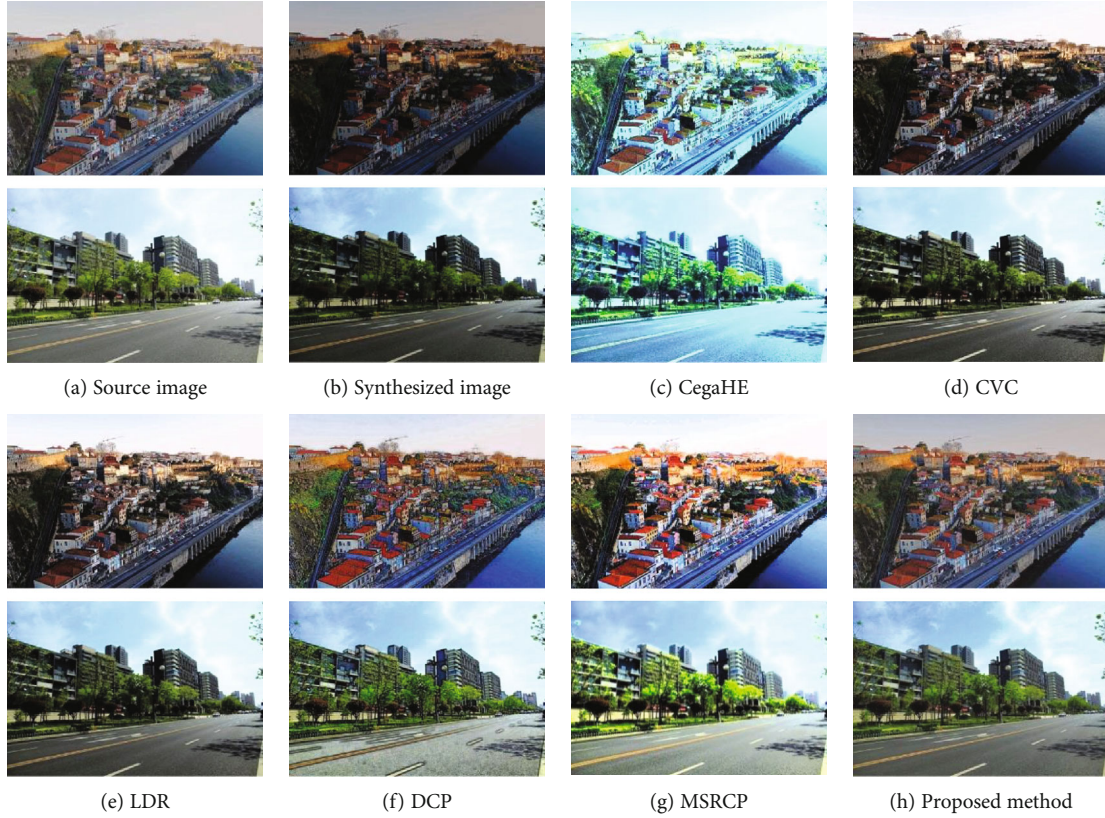 (a) Source image
(b) Synthesized image
(c) CegaHE
(d) CVC
(e) LDR
(f) DCP
(g) MSRCP
(h) Proposed method